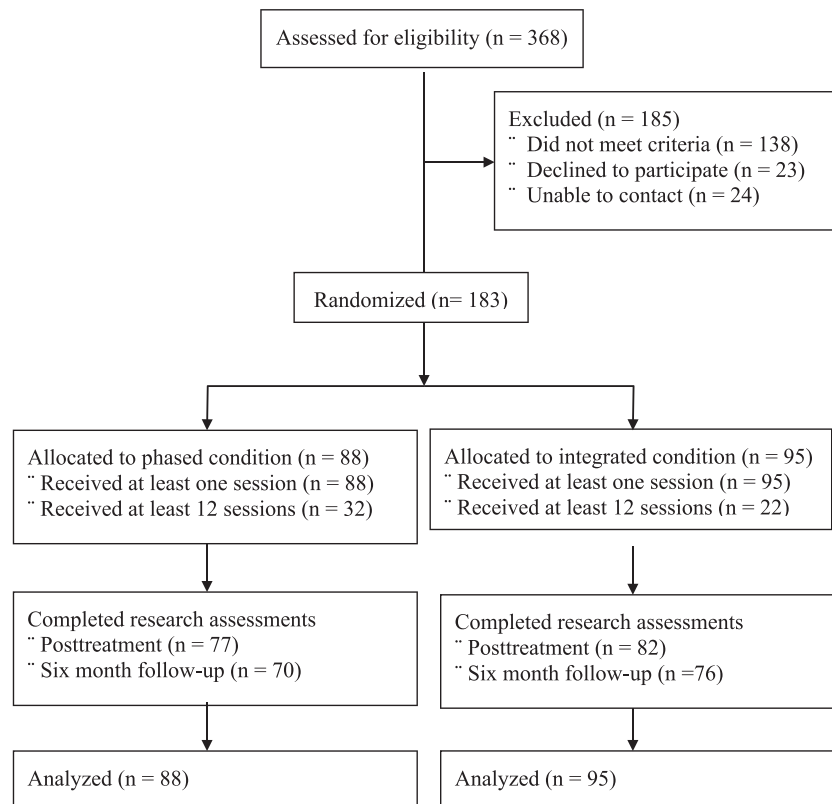 Assessed for eligibility (n = 368)
Excluded (n = 185)
¨ Did not meet criteria (n = 138)
¨ Declined to participate (n = 23)
¨ Unable to contact (n = 24)
Randomized (n= 183)
Allocated to phased condition (n = 88)
¨ Received at least one session (n = 88)
¨ Received at least 12 sessions (n = 32)
Allocated to integrated condition (n = 95)
¨ Received at least one session (n = 95)
¨ Received at least 12 sessions (n = 22)
Completed research assessments
¨ Posttreatment (n = 77)
¨ Six month follow-up (n = 70)
Completed research assessments
¨ Posttreatment (n = 82)
¨ Six month follow-up (n =76)
Analyzed (n = 88)
Analyzed (n = 95)